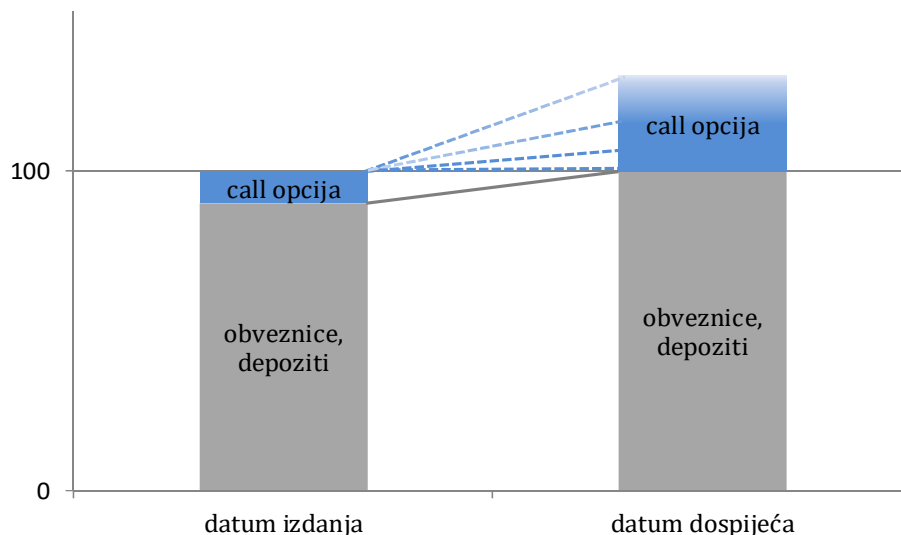 call opcija
100
call opcija
obveznice,
depoziti
obveznice,
depoziti
0
datum izdanja
datum dospijeća